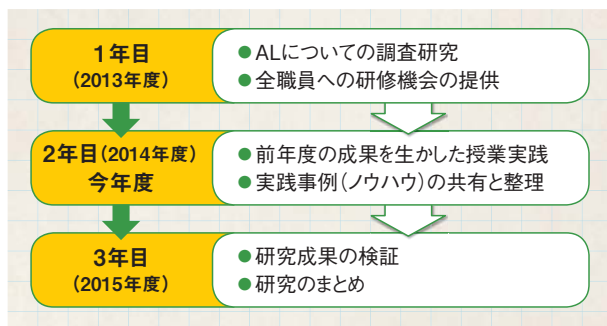 1年目
(2013年度)
●ALについての調査研究
●全職員への研修機会の提供
2年目(2014年度)
今年度
●前年度の成果を生かした授業実践
●実践事例(ノウハウ)の共有と整理
3年目
(2015年度)
●研究成果の検証
●研究のまとめ